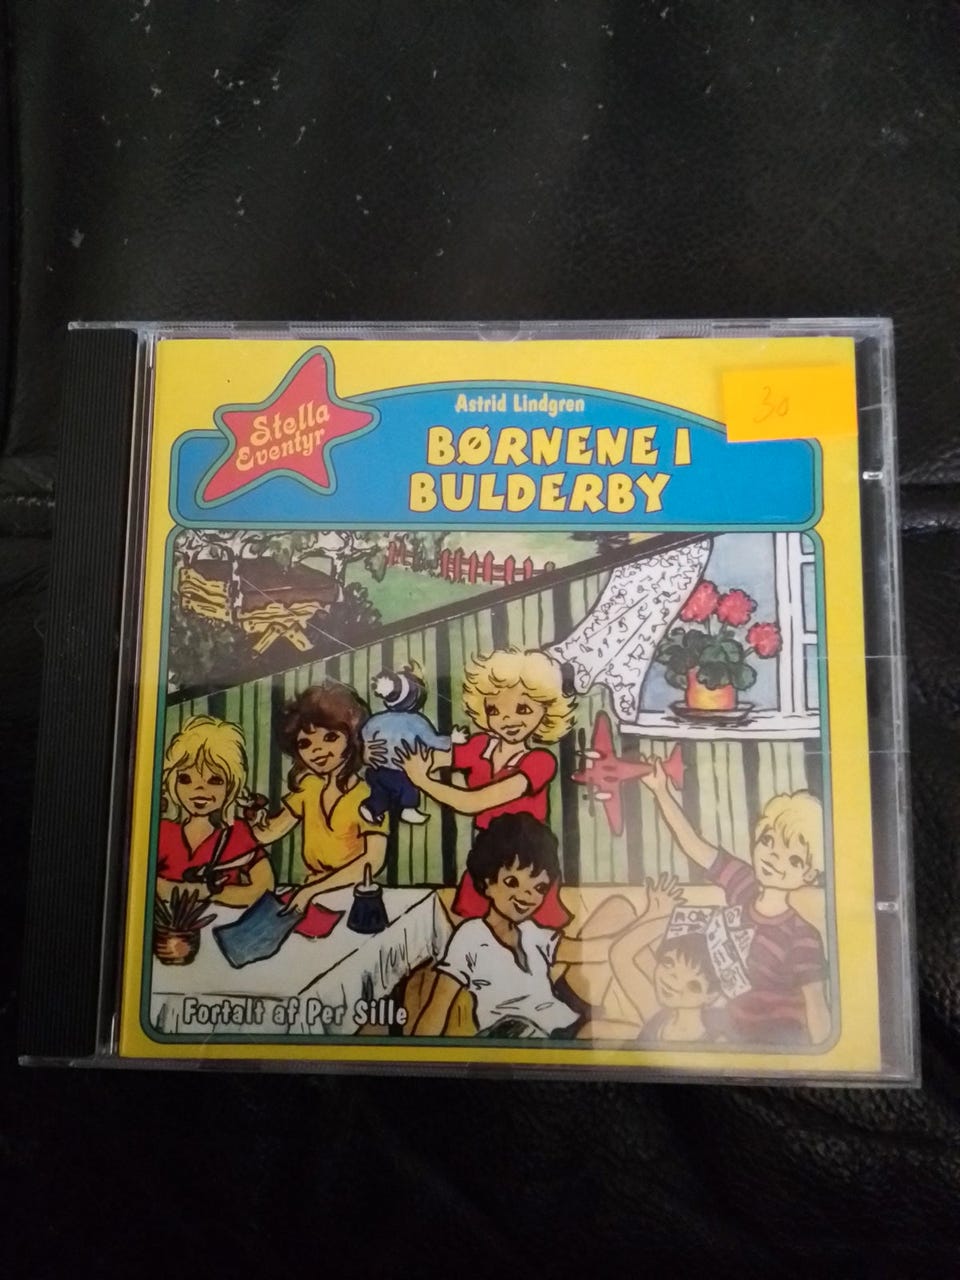 Stella
Eventyr
Astrid Lindgren
BØRNENE I
BULDERBY
30
Fortalt af Per Sille